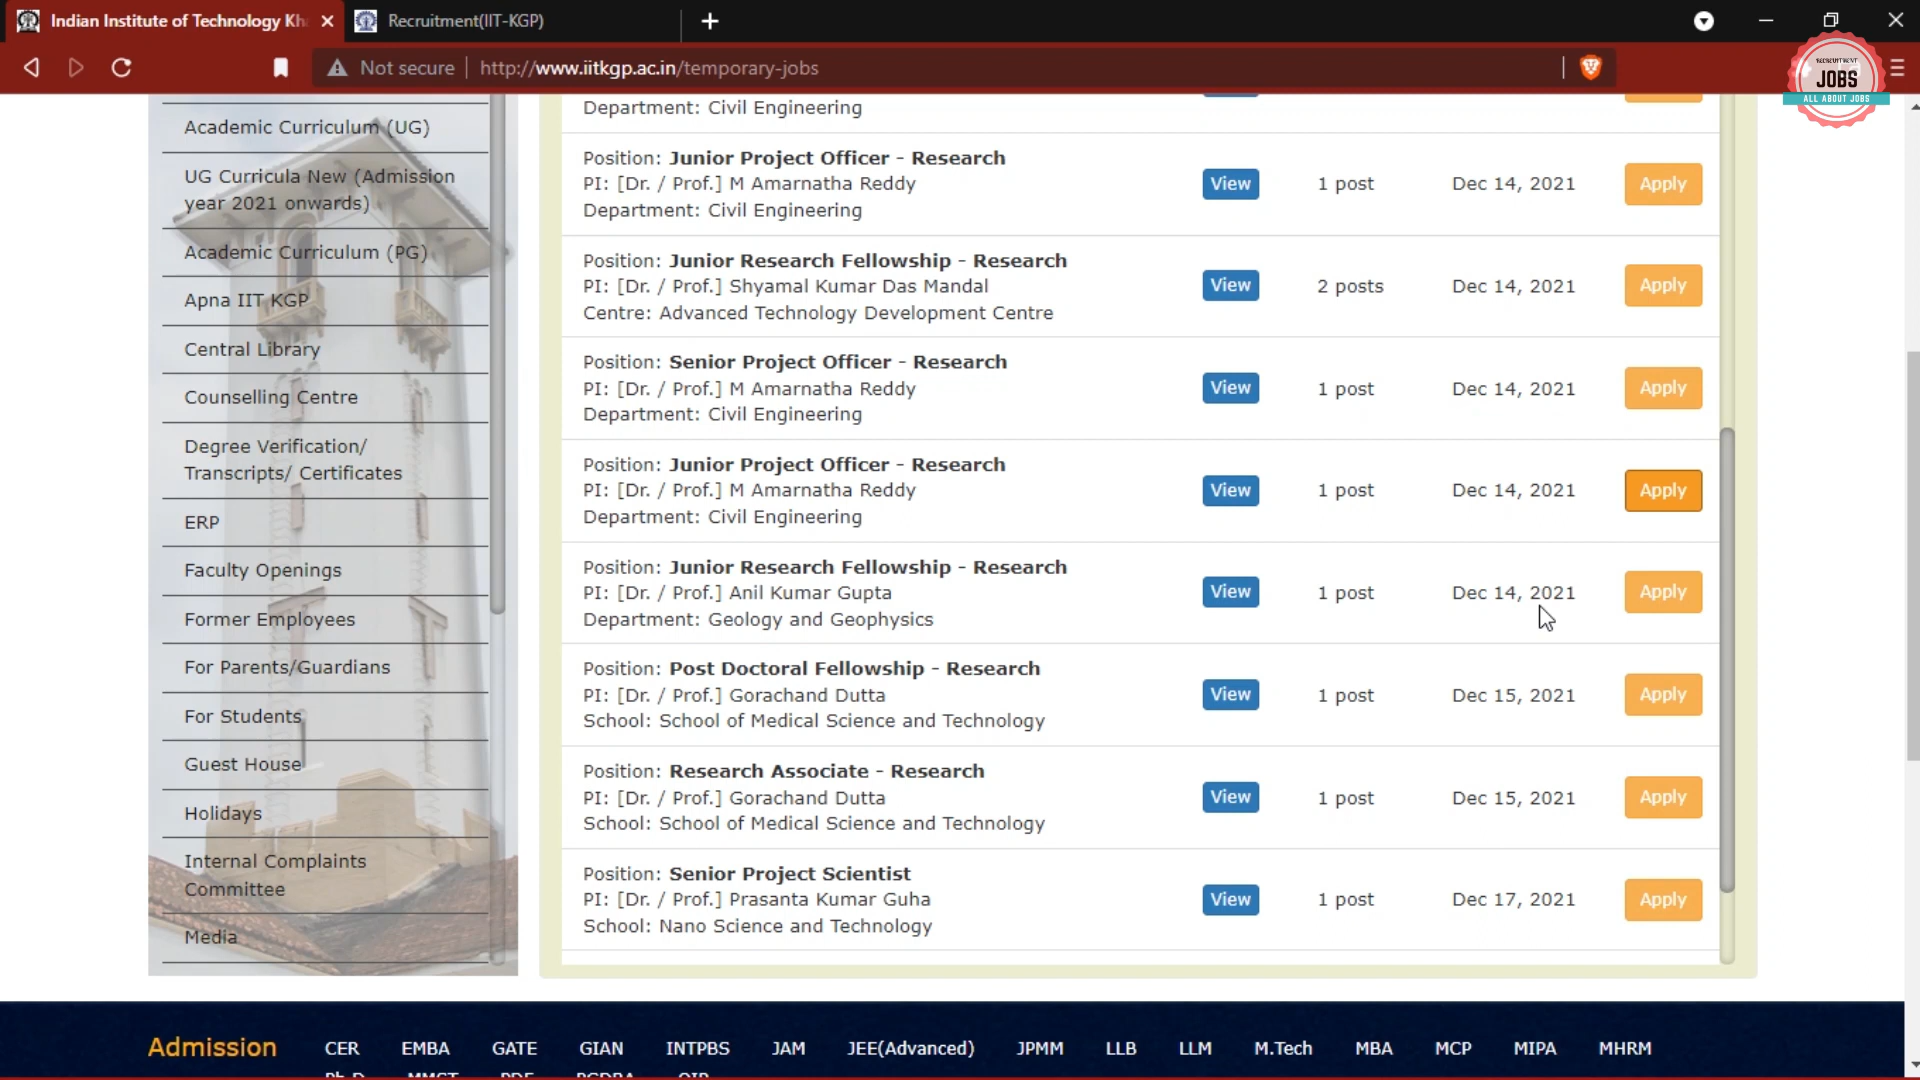 Indian Institute of Technology Kh
Recruitment(IIT-KGP)
Not secure
http://www.iitkgp.ac.in/temporary-jobs
RECRUITMENT
JOBS
ALL ABOUT JOBS
Academic Curriculum (UG)
UG Curricula New (Admission
year 2021 onwards)
Academic Curriculum (PG)
Apna IIT KGP
Central Library
Counselling Centre
Degree Verification/
Transcripts/ Certificates
ERP
Faculty Openings
Former Employees
For Parents/Guardians
For Students
Guest House
Holidays
Internal Complaints
Committee
Media
Department: Civil Engineering
Position: Junior Project Officer - Research
PI: [Dr. / Prof.] M Amarnatha Reddy
Department: Civil Engineering
View 1 post Dec 14, 2021 Apply
Position: Junior Research Fellowship - Research
PI: [Dr. / Prof.] Shyamal Kumar Das Mandal
Centre: Advanced Technology Development Centre
View 2 posts Dec 14, 2021 Apply
Position: Senior Project Officer - Research
PI: [Dr. / Prof.] M Amarnatha Reddy
Department: Civil Engineering
View 1 post Dec 14, 2021 Apply
Position: Junior Project Officer - Research
PI: [Dr. / Prof.] M Amarnatha Reddy
Department: Civil Engineering
View 1 post Dec 14, 2021 Apply
Position: Junior Research Fellowship - Research
PI: [Dr. / Prof.] Anil Kumar Gupta
Department: Geology and Geophysics
View 1 post Dec 14, 2021 Apply
Position: Post Doctoral Fellowship - Research
PI: [Dr. / Prof.] Gorachand Dutta
School: School of Medical Science and Technology
View 1 post Dec 15, 2021 Apply
Position: Research Associate - Research
PI: [Dr. / Prof.] Gorachand Dutta
School: School of Medical Science and Technology
View 1 post Dec 15, 2021 Apply
Position: Senior Project Scientist
PI: [Dr. / Prof.] Prasanta Kumar Guha
School: Nano Science and Technology
View 1 post Dec 17, 2021 Apply
Admission CER EMBA GATE GIAN INTPBS JAM JEE(Advanced) JPMM LLB LLM M.Tech MBA MCP MIPA MHRM